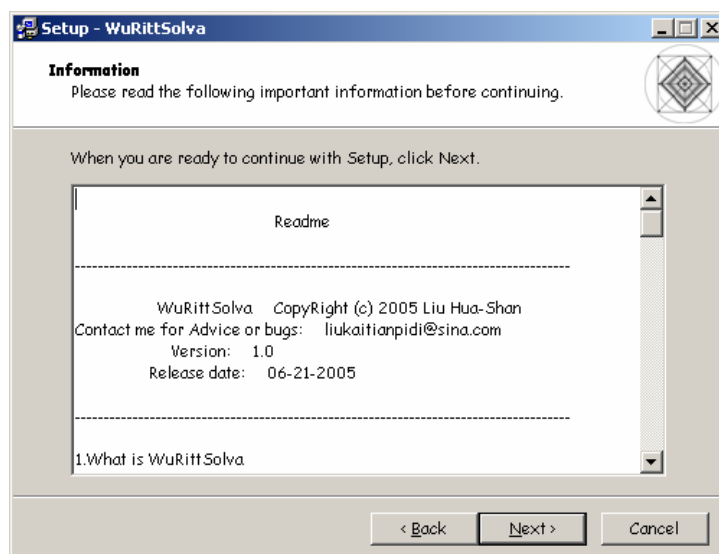 Setup - WuRittSolva
Information
Please read the following important information before continuing.
When you are ready to continue with Setup, click Next.
Readme
--------------------------------------------------------------------------------
WuRittSolva CopyRight (c) 2005 Liu Hua-Shan
Contact me for Advice or bugs: liukaitianpidi@sina.com
Version: 1.0
Release date: 06-21-2005
--------------------------------------------------------------------------------
1.What is WuRittSolva
< Back
Next >
Cancel